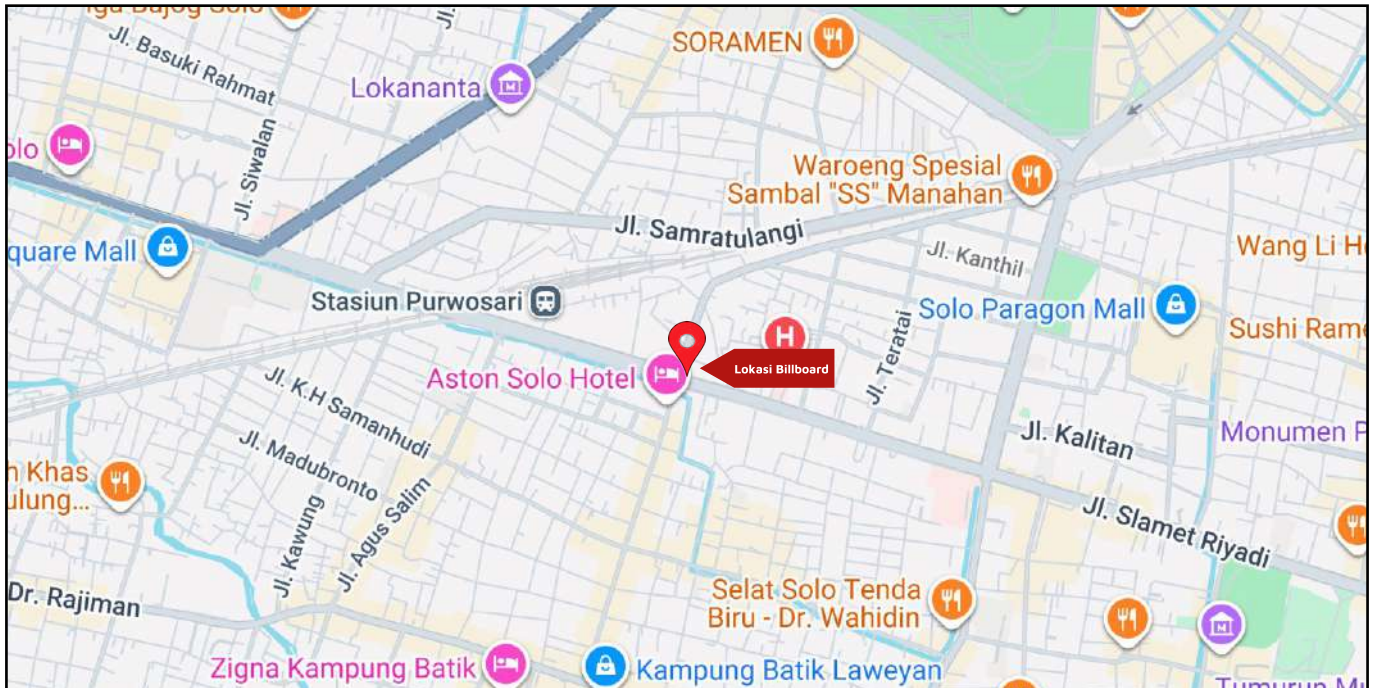 Jl. Basuki Rahmat
SORAMEN
Lokananta
Jl. Siwalan
Waroeng Spesial
Sambal "SS" Manahan
Jl. Samratulangi
Jl. Kanthil
quare Mall
Wang Li H
Stasiun Purwosari
Solo Paragon Mall
H
Sushi Ram
Lokasi Billboard
Aston Solo Hotel
Jl. Teratai
Jl. K.H Samanhudi
Jl. Kalitan
Monumen P
Jl. Madubronto
h Khas
ulung...
Jl. Agus Salim
Jl. Kawung
Jl. Slamet Riyadi
Dr. Rajiman
Selat Solo Tenda
Biru - Dr. Wahidin
Zigna Kampung Batik
Kampung Batik Laweyan